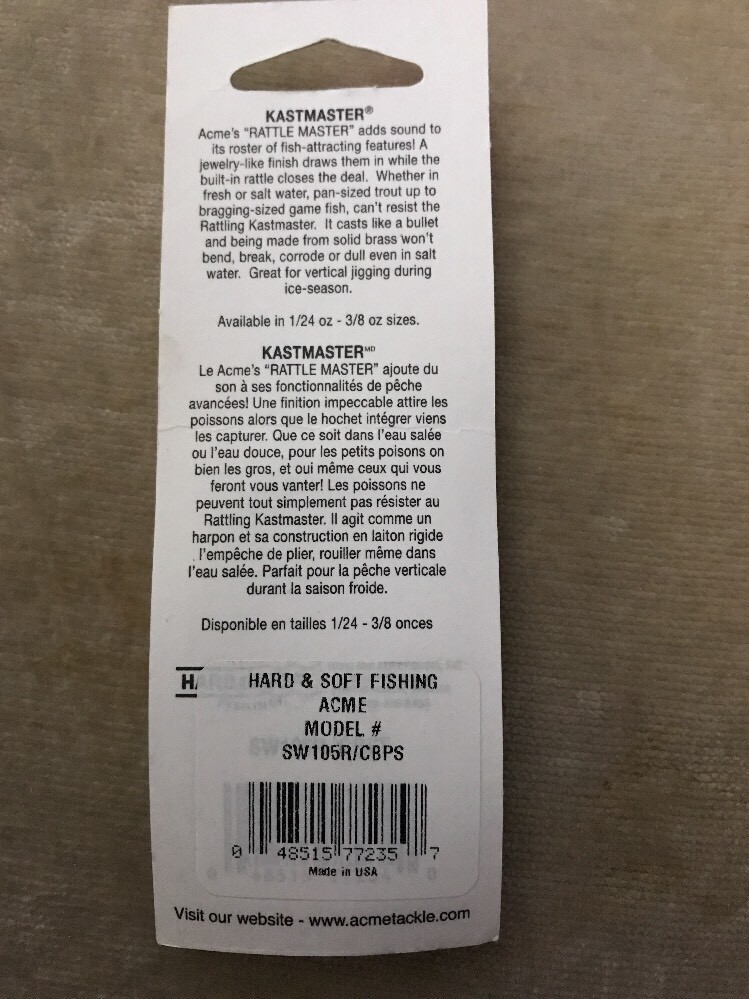 KASTMASTER®
Acme's "RATTLE MASTER" adds sound to
its roster of fish-attracting features! A
jewelry-like finish draws them in while the
built-in rattle closes the deal. Whether in
fresh or salt water, pan-sized trout up to
bragging-sized game fish, can't resist the
Rattling Kastmaster. It casts like a bullet
and being made from solid brass won't
bend, break, corrode or dull even in salt
water. Great for vertical jigging during
ice-season.
Available in 1/24 oz - 3/8 oz sizes.
KASTMASTER MD
Le Acme's "RATTLE MASTER" ajoute du
son à ses fonctionnalités de pêche
avancées! Une finition impeccable attire les
poissons alors que le hochet intégrer viens
les capturer. Que ce soit dans l'eau salée
ou l'eau douce, pour les petits poisons on
bien les gros, et oui même ceux qui vous
feront vous vanter! Les poissons ne
peuvent tout simplement pas résister au
Rattling Kastmaster. Il agit comme un
harpon et sa construction en laiton rigide
l'empêche de plier, rouiller même dans
l'eau salée. Parfait pour la pêche verticale
durant la saison froide.
Disponible en tailles 1/24 - 3/8 onces
HARD & SOFT FISHING
ACME
MODEL #
SW105R/CBPS
0 48515 77235 7
Made in USA
Visit our website - www.acmetackle.com